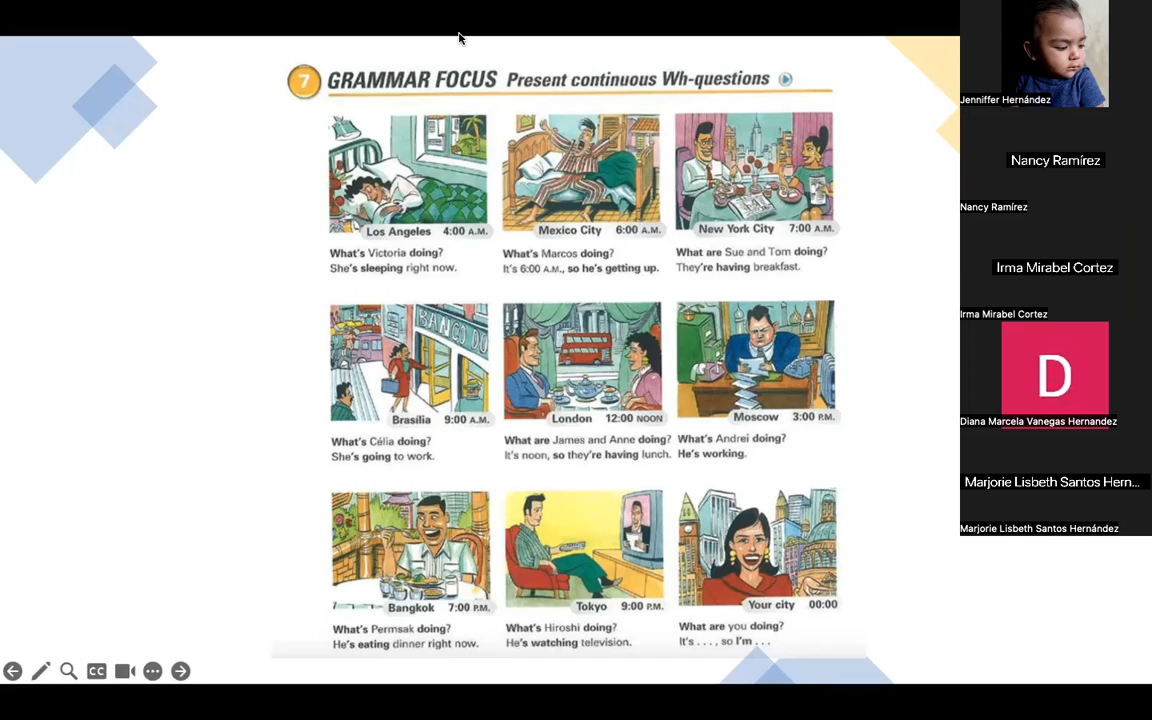 7 GRAMMAR FOCUS Present continuous Wh-questions
Los Angeles 4:00 A.M.
What's Victoria doing?
She's sleeping right now.
Mexico City 6:00 A.M.
What's Marcos doing?
It's 6:00 A.M., so he's getting up.
New York City 7:00 A.M.
What are Sue and Tom doing?
They're having breakfast.
BANCO DO
Brasília 9:00 A.M.
What's Célia doing?
She's going to work.
London 12:00 NOON
What are James and Anne doing?
It's noon, so they're having lunch.
Moscow 3:00 P.M.
What's Andrei doing?
He's working.
Bangkok 7:00 P.M.
What's Permsak doing?
He's eating dinner right now.
Tokyo 9:00 P.M.
What's Hiroshi doing?
He's watching television.
Your city 00:00
What are you doing?
It's . . . , so I'm . . .
CC
Jenniffer Hernández
Nancy Ramírez
Nancy Ramírez
Irma Mirabel Cortez
Irma Mirabel Cortez
D
Diana Marcela Vanegas Hernandez
Marjorie Lisbeth Santos Hern...
Marjorie Lisbeth Santos Hernández